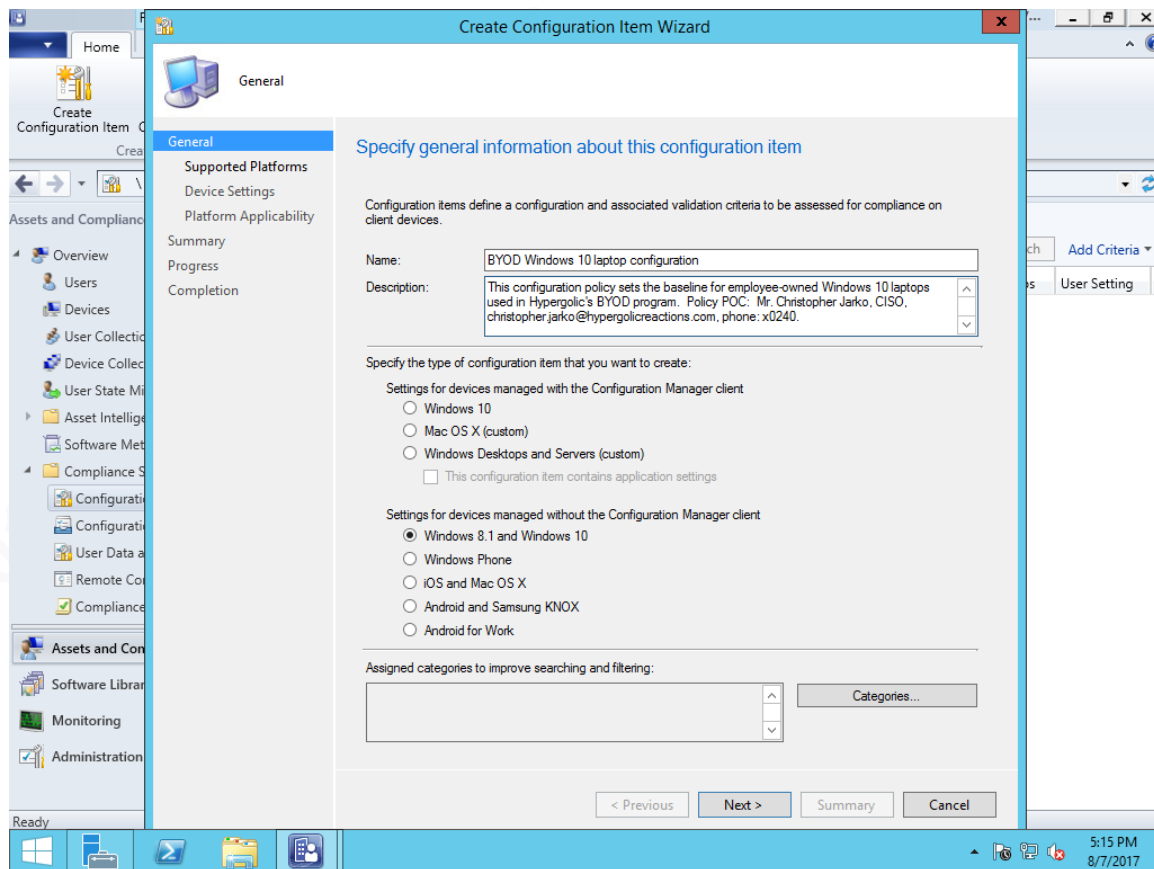 Create Configuration Item Wizard
Home
General
Create
Configuration Item
General
Supported Platforms
Device Settings
Platform Applicability
Summary
Progress
Completion
Specify general information about this configuration item
Configuration items define a configuration and associated validation criteria to be assessed for compliance on
client devices.
Name:
BYOD Windows 10 laptop configuration
Description:
This configuration policy sets the baseline for employee-owned Windows 10 laptops
used in Hypergolic's BYOD program. Policy POC: Mr. Christopher Jarko, CISO,
christopher.jarko@hypergolicreactions.com, phone: x0240.
Specify the type of configuration item that you want to create:
Settings for devices managed with the Configuration Manager client
Windows 10
Mac OS X (custom)
Windows Desktops and Servers (custom)
This configuration item contains application settings
Settings for devices managed without the Configuration Manager client
Windows 8.1 and Windows 10
Windows Phone
iOS and Mac OS X
Android and Samsung KNOX
Android for Work
Assigned categories to improve searching and filtering:
Categories...
< Previous
Next >
Summary
Cancel
Assets and Complianc
Overview
Users
Devices
User Collectio
Device Collec
User State Mi
Asset Intellige
Software Met
Compliance S
Configurati
Configurati
User Data a
Remote Co
Compliance
Assets and Con
Software Librar
Monitoring
Administration
Ready
ch
Add Criteria
User Setting
5:15 PM
8/7/2017